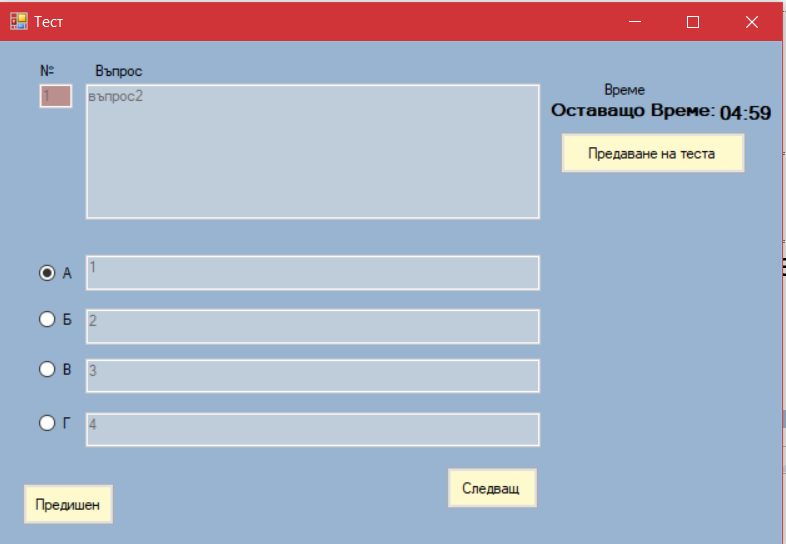 Тест
№ Въпрос
1 въпрос2
Време
Оставащо Време: 04:59
Предаване на теста
А 1
Б 2
В 3
Г 4
Следващ
Предишен